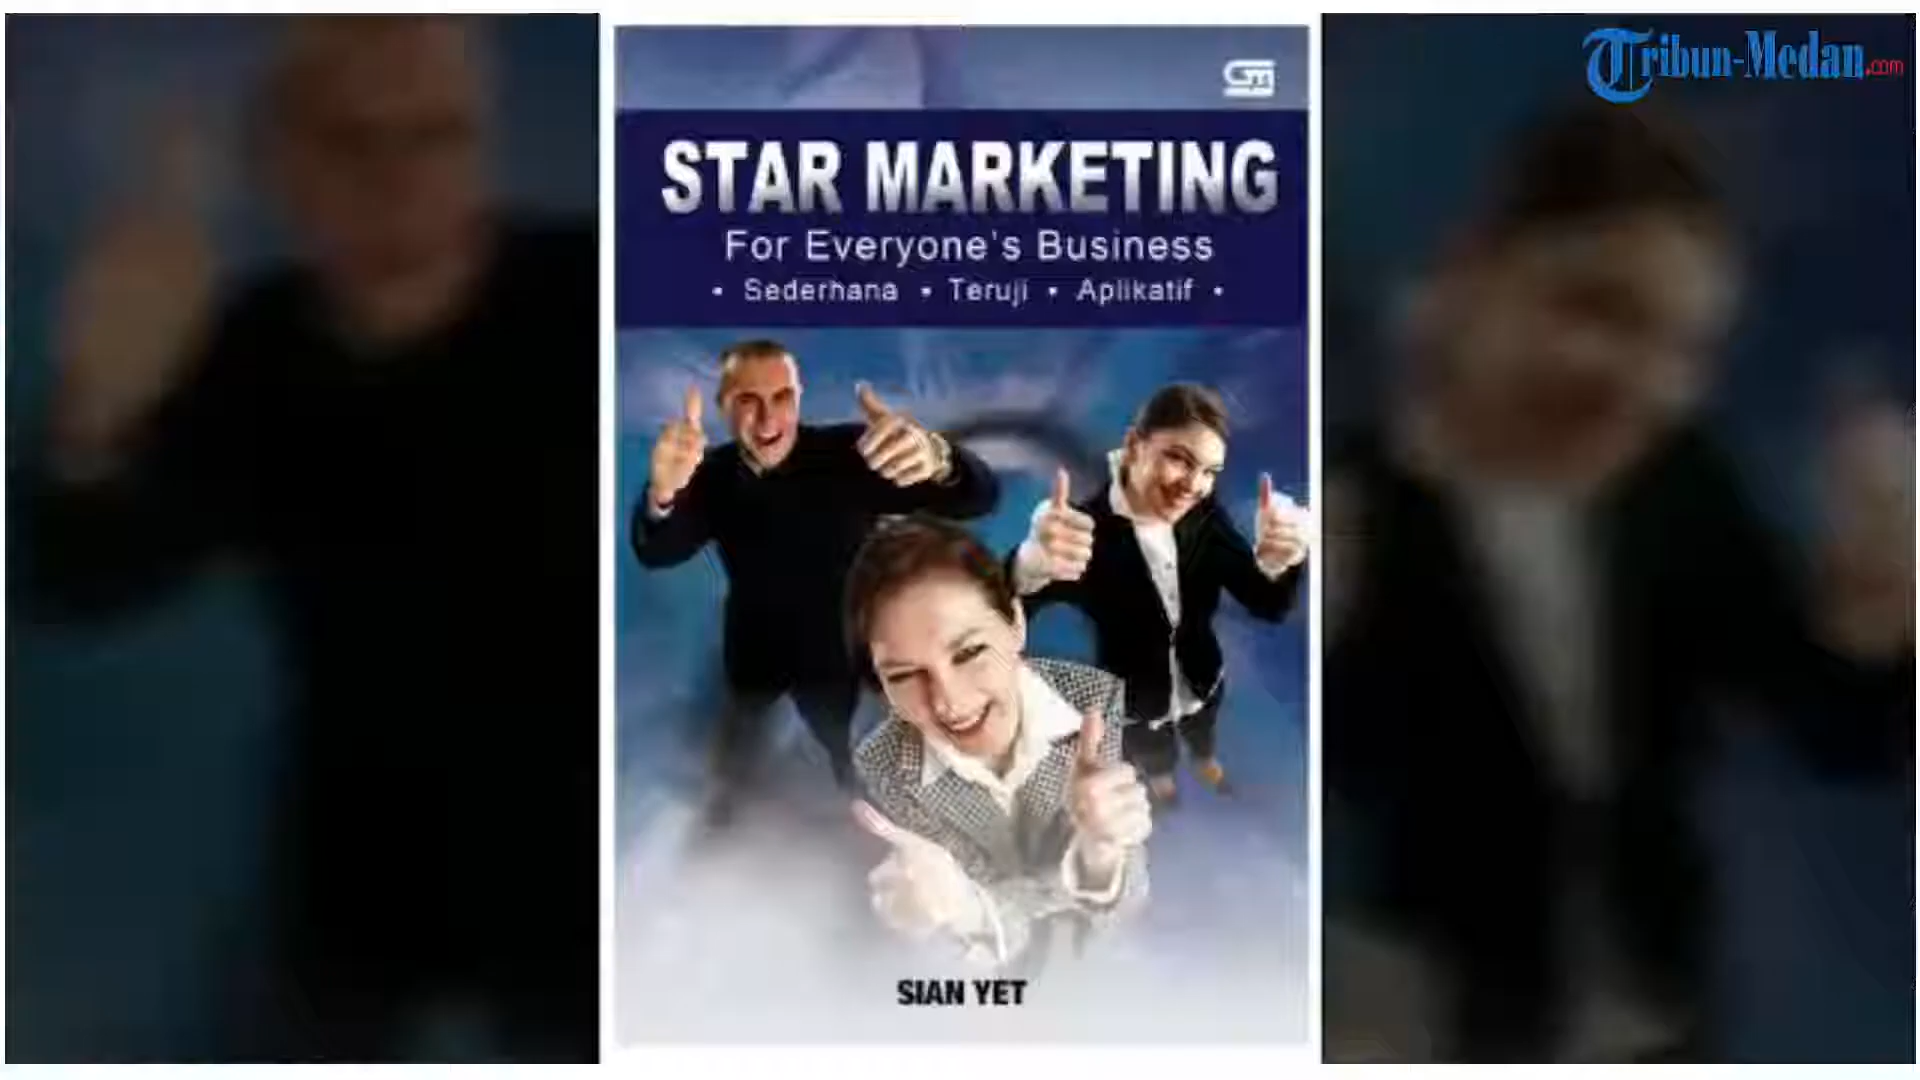 Tribun-Medan.com
STAR MARKETING
For Everyone's Business
• Sederhana • Teruji • Aplikatif •
SIAN YET